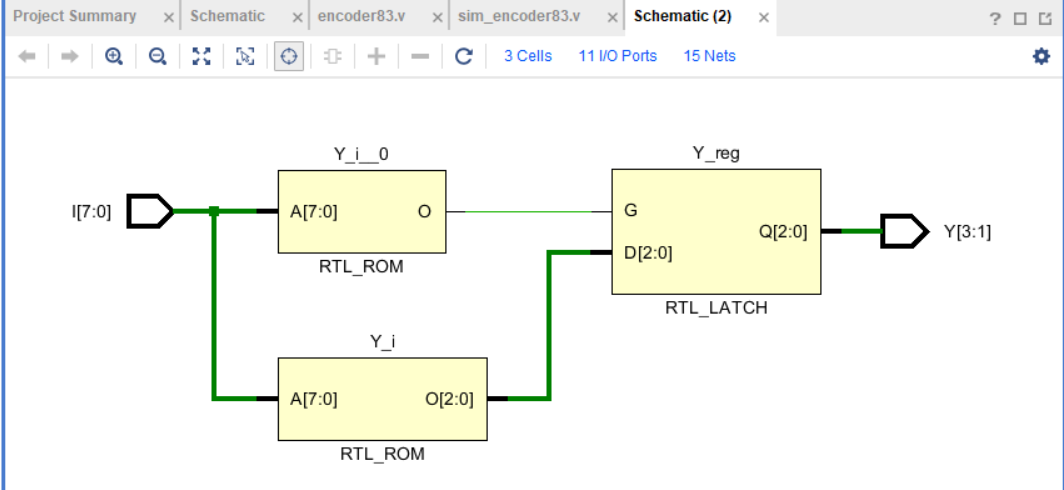 Project Summary × Schematic × encoder83.v × sim_encoder83.v × Schematic (2) × ?
3 Cells 11 I/O Ports 15 Nets
Y_i__0 Y_reg
I[7:0] A[7:0] O G Q[2:0] Y[3:1]
D[2:0]
RTL_ROM
RTL_LATCH
Y_i
A[7:0] O[2:0]
RTL_ROM